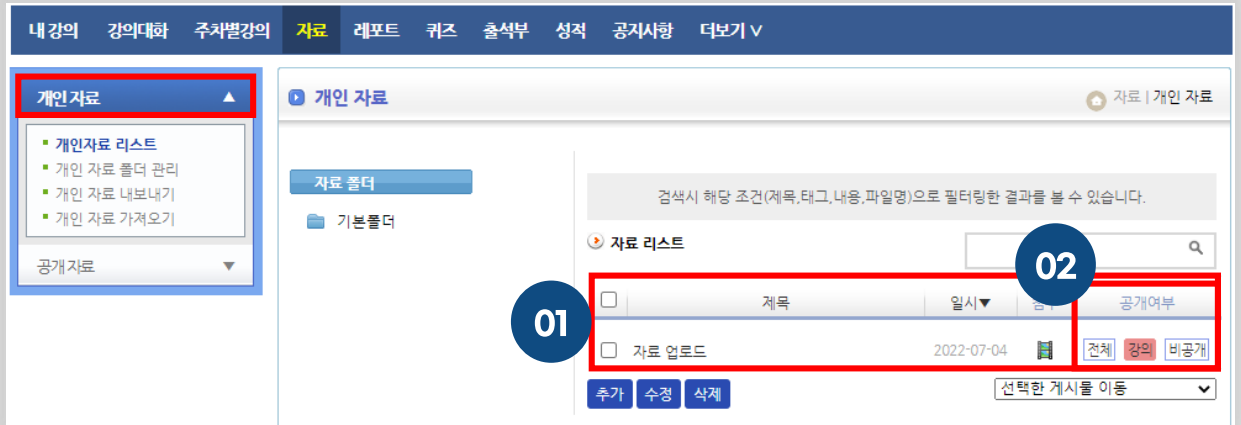 내 강의 강의대화 주차별강의 자료 레포트 퀴즈 출석부 성적 공지사항 더보기 ∨
개인 자료 ▲
개인자료 리스트
개인 자료 폴더 관리
개인 자료 내보내기
개인 자료 가져오기
공개 자료 ▼
개인 자료
자료 | 개인 자료
자료 폴더
기본폴더
검색시 해당 조건(제목,태그,내용,파일명)으로 필터링한 결과를 볼 수 있습니다.
자료 리스트
01
02
제목 일시▼ 공개여부
자료 업로드 2022-07-04 전체 강의 비공개
추가 수정 삭제
선택한 게시물 이동